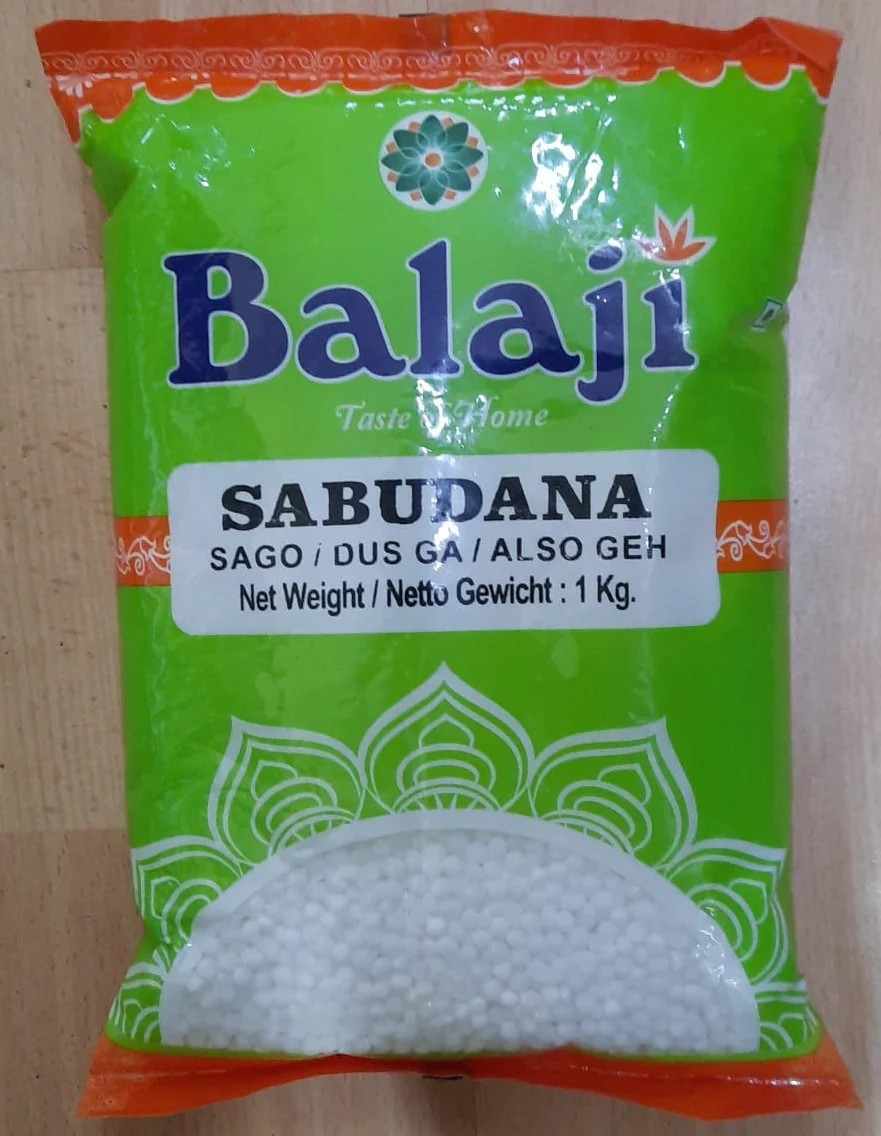 Balaji
Taste of Home
SABUDANA
SAGO / DUS GA / ALSO GEH
Net Weight / Netto Gewicht : 1 Kg.